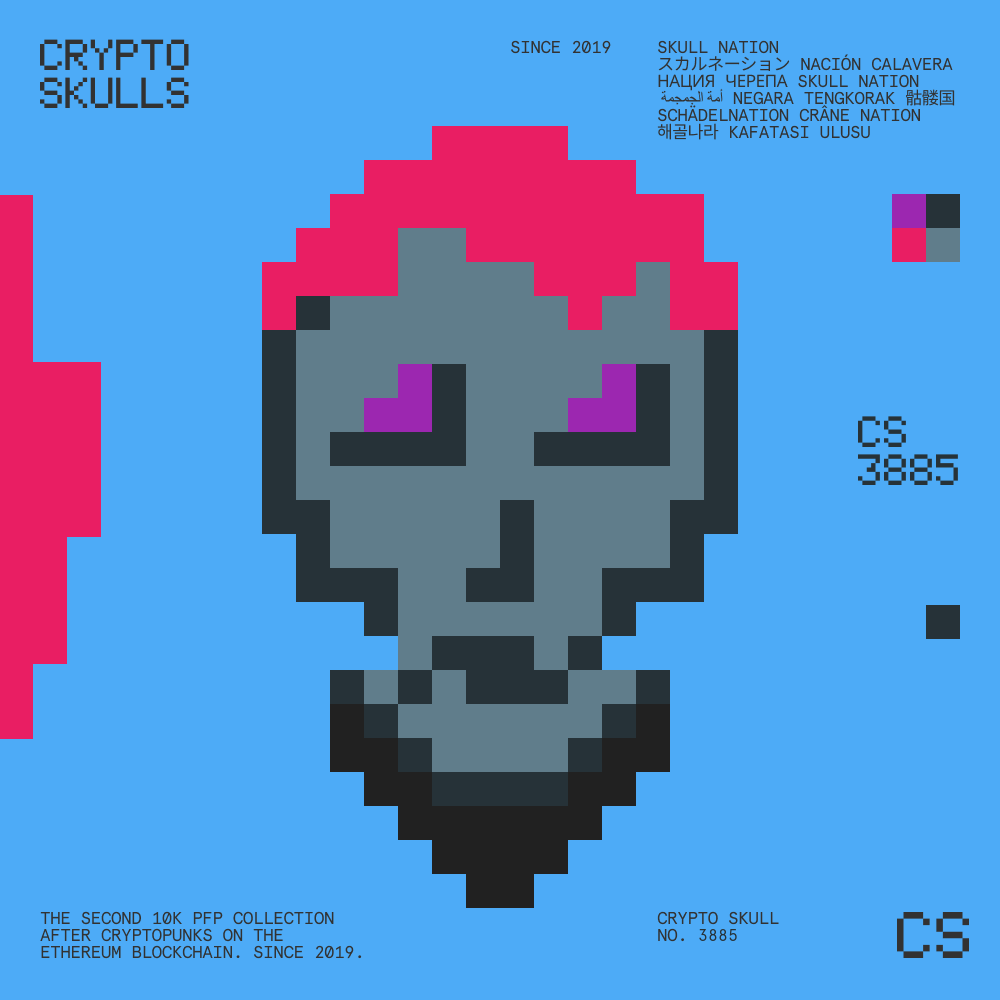 CRYPTO
SKULLS
SINCE 2019
SKULL NATION
スカルネーション NACIÓN CALAVERA
НАЦИЯ ЧЕРЕПА SKULL NATION
أمة الجمجمة NEGARA TENGKORAK 骷髅国
SCHÄDELNATION CRÂNE NATION
해골나라 KAFATASI ULUSU
CS
3885
THE SECOND 10K PFP COLLECTION
AFTER CRYPTOPUNKS ON THE
ETHEREUM BLOCKCHAIN. SINCE 2019.
CRYPTO SKULL
NO. 3885
CS